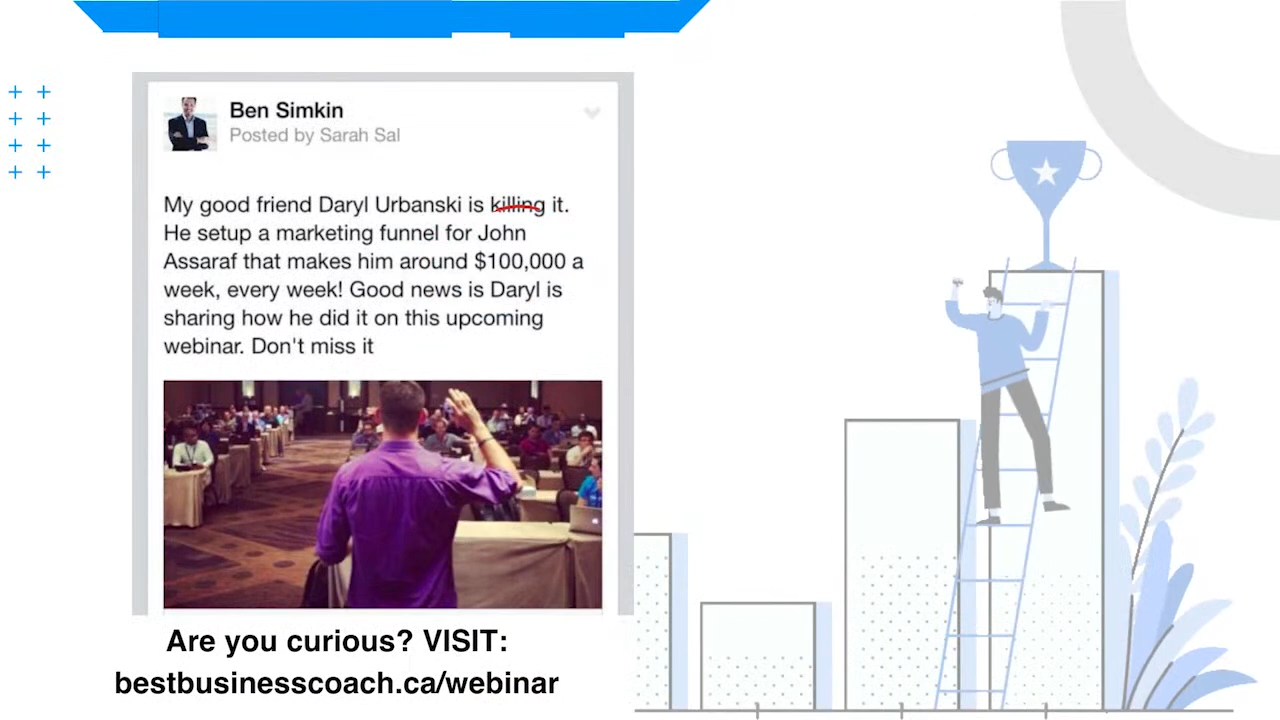 Ben Simkin
Posted by Sarah Sal
My good friend Daryl Urbanski is killing it.
He setup a marketing funnel for John
Assaraf that makes him around $100,000 a
week, every week! Good news is Daryl is
sharing how he did it on this upcoming
webinar. Don't miss it
Are you curious? VISIT:
bestbusinesscoach.ca/webinar